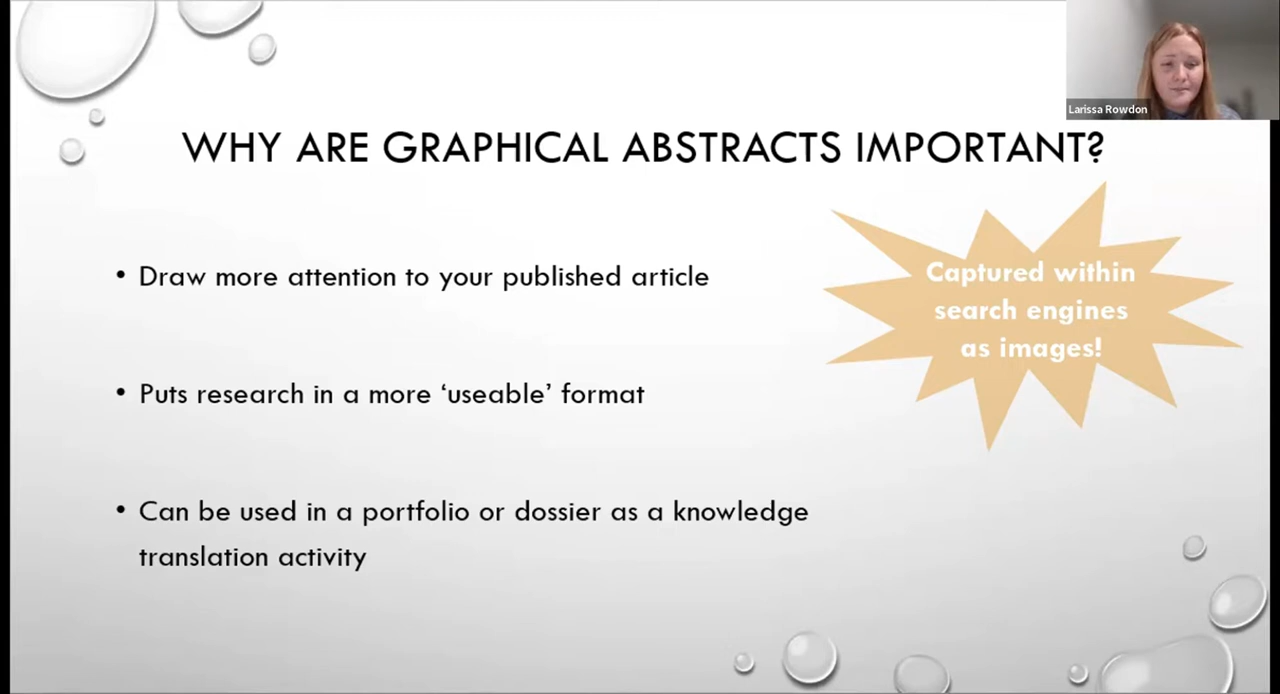 Larissa Rowdon
WHY ARE GRAPHICAL ABSTRACTS IMPORTANT?
• Draw more attention to your published article
Captured within
search engines
as images!
• Puts research in a more ‘useable’ format
• Can be used in a portfolio or dossier as a knowledge
translation activity